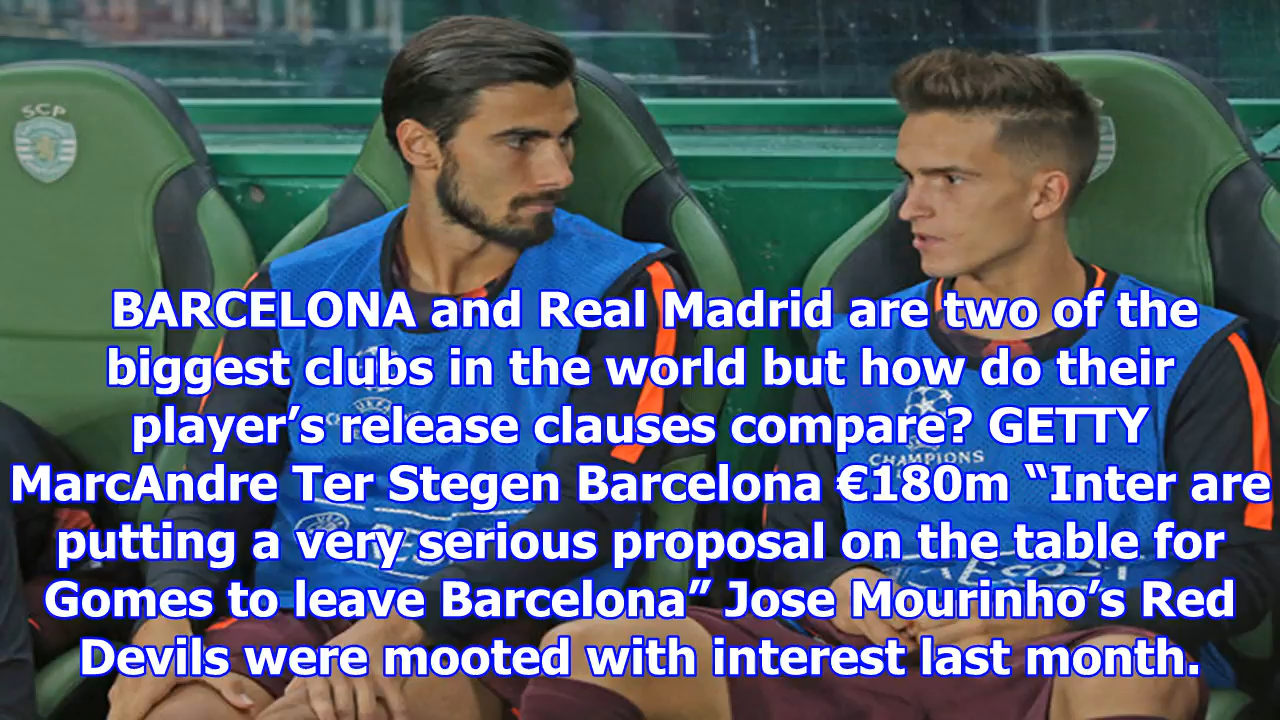 SCP
BARCELONA and Real Madrid are two of the
biggest clubs in the world but how do their
player’s release clauses compare? GETTY
MarcAndre Ter Stegen Barcelona €180m “Inter are
putting a very serious proposal on the table for
Gomes to leave Barcelona” Jose Mourinho’s Red
Devils were mooted with interest last month.
CHAMPIONS